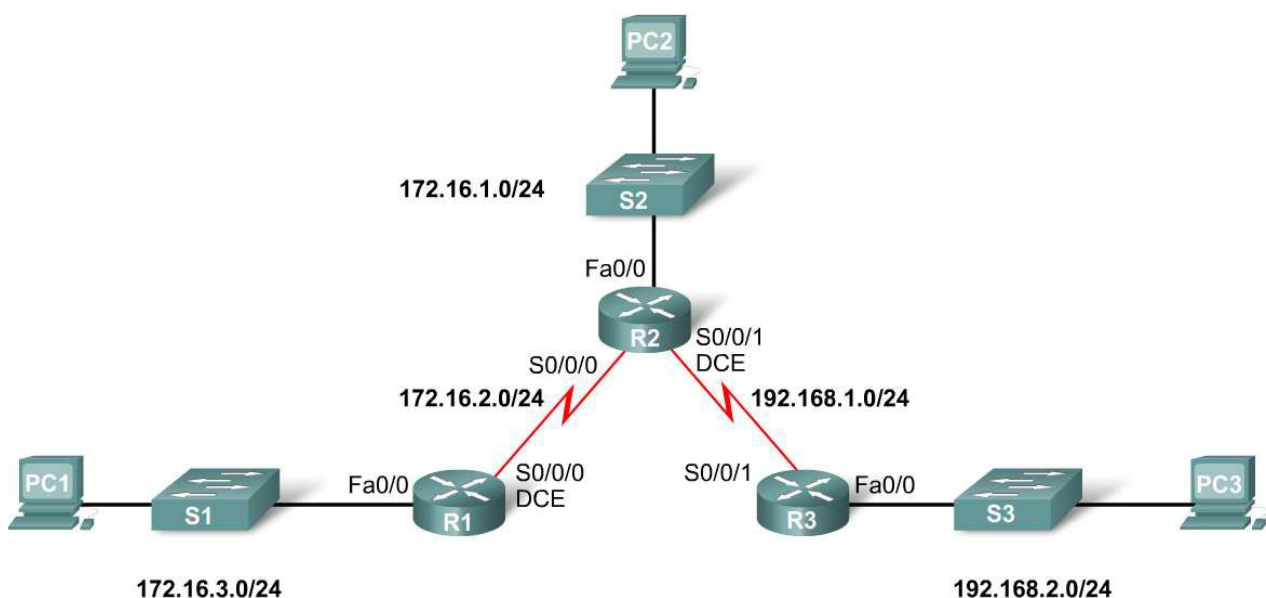 PC2
172.16.1.0/24
S2
Fa0/0
R2
S0/0/1
DCE
S0/0/0
172.16.2.0/24
192.168.1.0/24
PC1
S1
Fa0/0
S0/0/0
DCE
R1
S0/0/1
R3
Fa0/0
S3
PC3
172.16.3.0/24
192.168.2.0/24